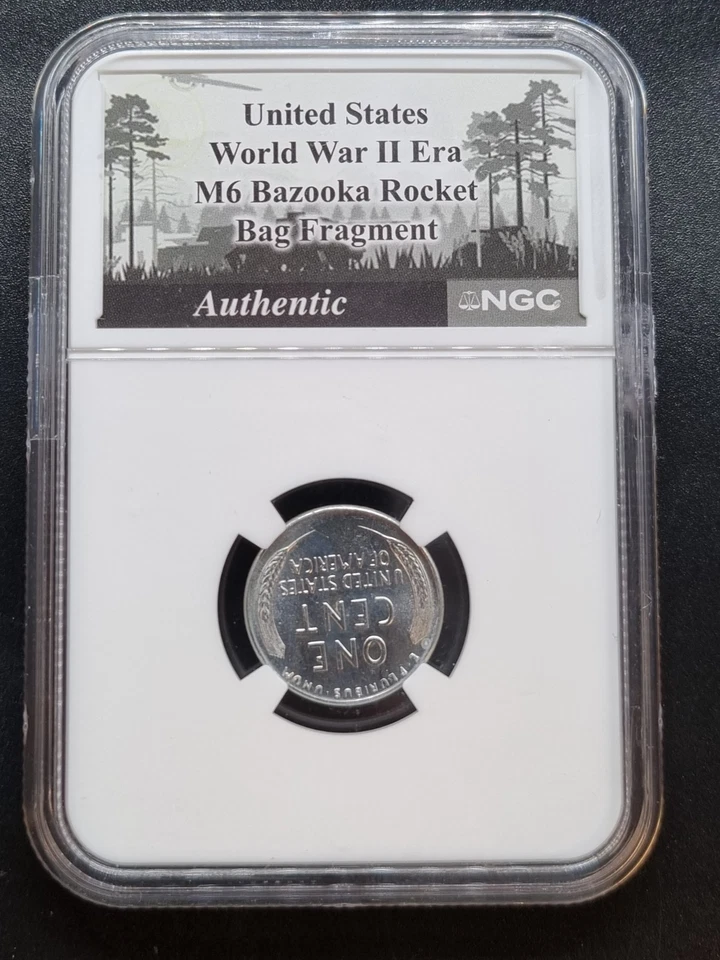 United States
World War II Era
M6 Bazooka Rocket
Bag Fragment
Authentic
NGC
E · PLURIBUS · UNUM
ONE
CENT
UNITED STATES
OF AMERICA